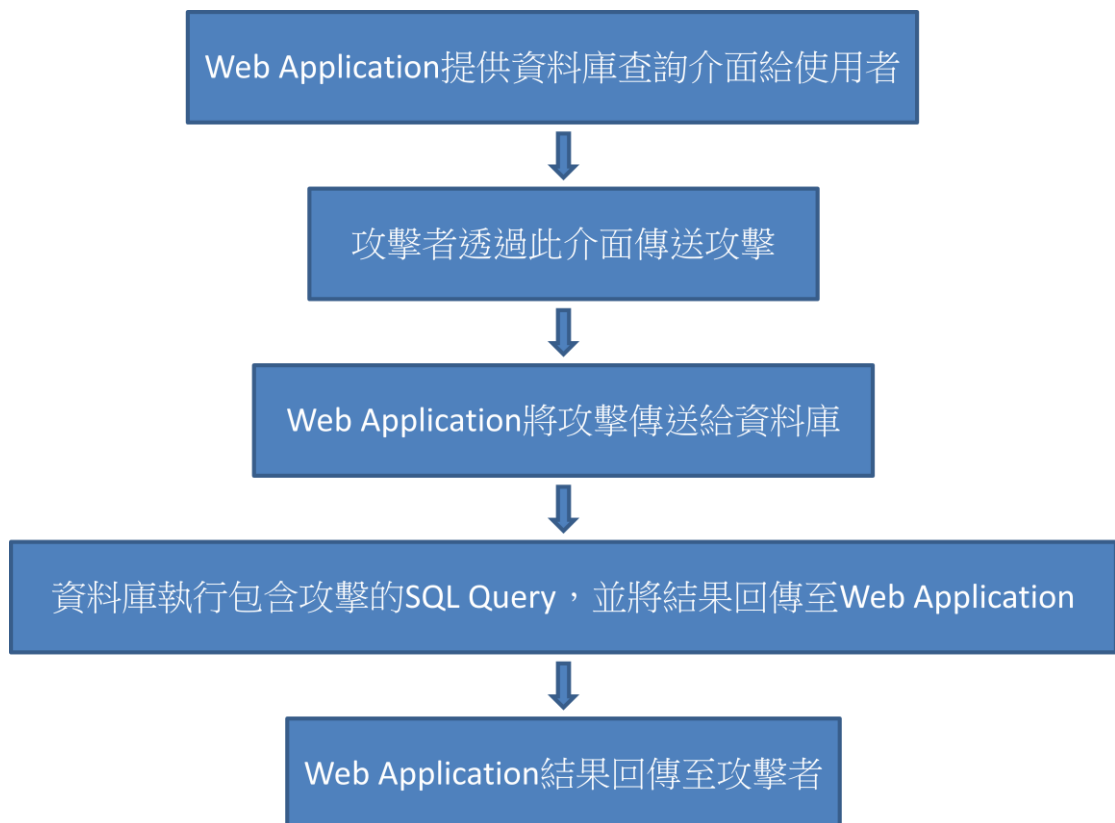 Web Application提供資料庫查詢介面給使用者
攻擊者透過此介面傳送攻擊
Web Application將攻擊傳送給資料庫
資料庫執行包含攻擊的SQL Query，並將結果回傳至Web Application
Web Application結果回傳至攻擊者